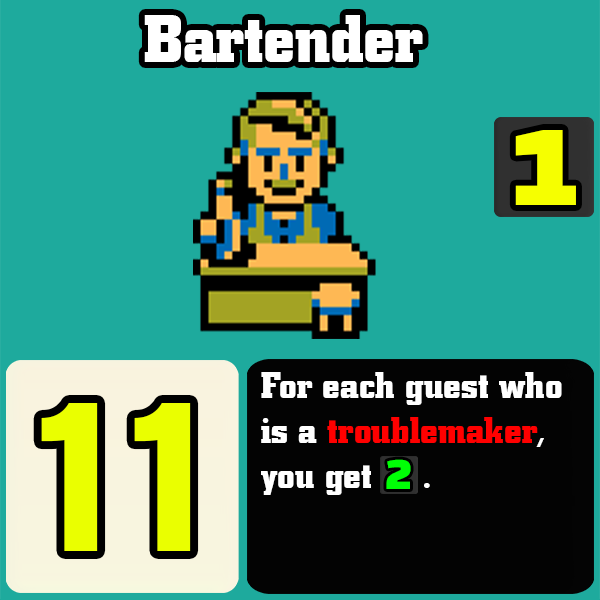 Bartender
1
11
For each guest who
is a troublemaker,
you get 2.